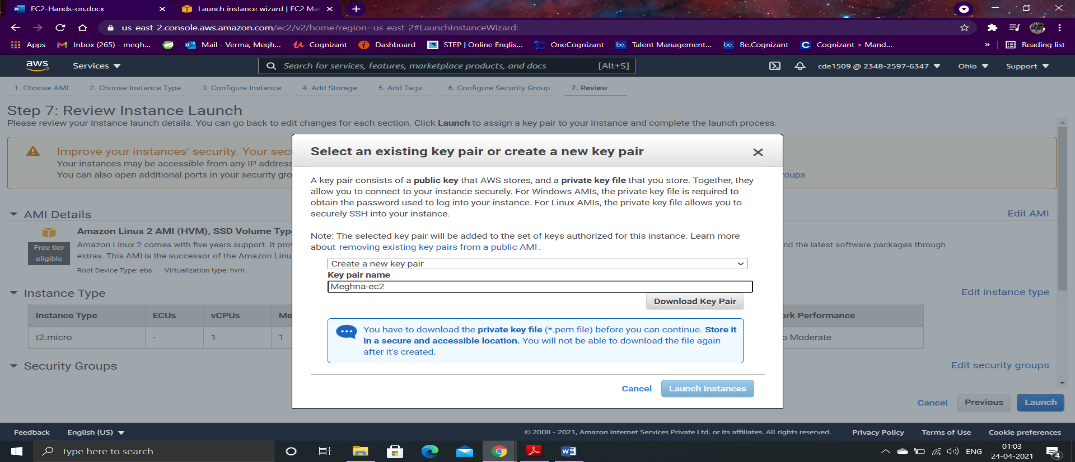 EC2-Hands-on.docx
Launch instance wizard | EC2 Man
us-east-2.console.aws.amazon.com/ec2/v2/home?region=us-east-2#LaunchInstanceWizard:
Apps
Inbox (265) - megh...
Mail - Verma, Megh...
Cognizant
Dashboard
STEP | Online Englis...
OneCognizant
Talent Management...
Be.Cognizant
Cognizant > Mand...
»
Reading list
aws
Services
Search for services, features, marketplace products, and docs
[Alt+S]
cde1509 @ 2348-2597-6347
Ohio
Support
1. Choose AMI
2. Choose Instance Type
3. Configure Instance
4. Add Storage
5. Add Tags
6. Configure Security Group
7. Review
Step 7: Review Instance Launch
Please review your instance launch details. You can go back to edit changes for each section. Click Launch to assign a key pair to your instance and complete the launch process.
Improve your instances' security. Your sec
Your instances may be accessible from any IP address
You can also open additional ports in your security gro
oups
AMI Details
Edit AMI
Free tier
eligible
Amazon Linux 2 AMI (HVM), SSD Volume Typ
Amazon Linux 2 comes with five years support. It pro
nd the latest software packages through
extras. This AMI is the successor of the Amazon Linu
Root Device Type: ebs Virtualization type: hvm
Instance Type
Edit instance type
Instance Type
ECUs
vCPUs
Me
rk Performance
t2.micro
-
1
1
o Moderate
Security Groups
Edit security groups
Select an existing key pair or create a new key pair
A key pair consists of a public key that AWS stores, and a private key file that you store. Together, they
allow you to connect to your instance securely. For Windows AMIs, the private key file is required to
obtain the password used to log into your instance. For Linux AMIs, the private key file allows you to
securely SSH into your instance.
Note: The selected key pair will be added to the set of keys authorized for this instance. Learn more
about removing existing key pairs from a public AMI.
Create a new key pair
Key pair name
Meghna-ec2
Download Key Pair
You have to download the private key file (*.pem file) before you can continue. Store it
in a secure and accessible location. You will not be able to download the file again
after it's created.
Cancel
Launch Instances
Cancel
Previous
Launch
Feedback
English (US)
© 2008 - 2021, Amazon Internet Services Private Ltd. or its affiliates. All rights reserved.
Privacy Policy
Terms of Use
Cookie preferences
Type here to search
ENG
01:03
24-04-2021
4